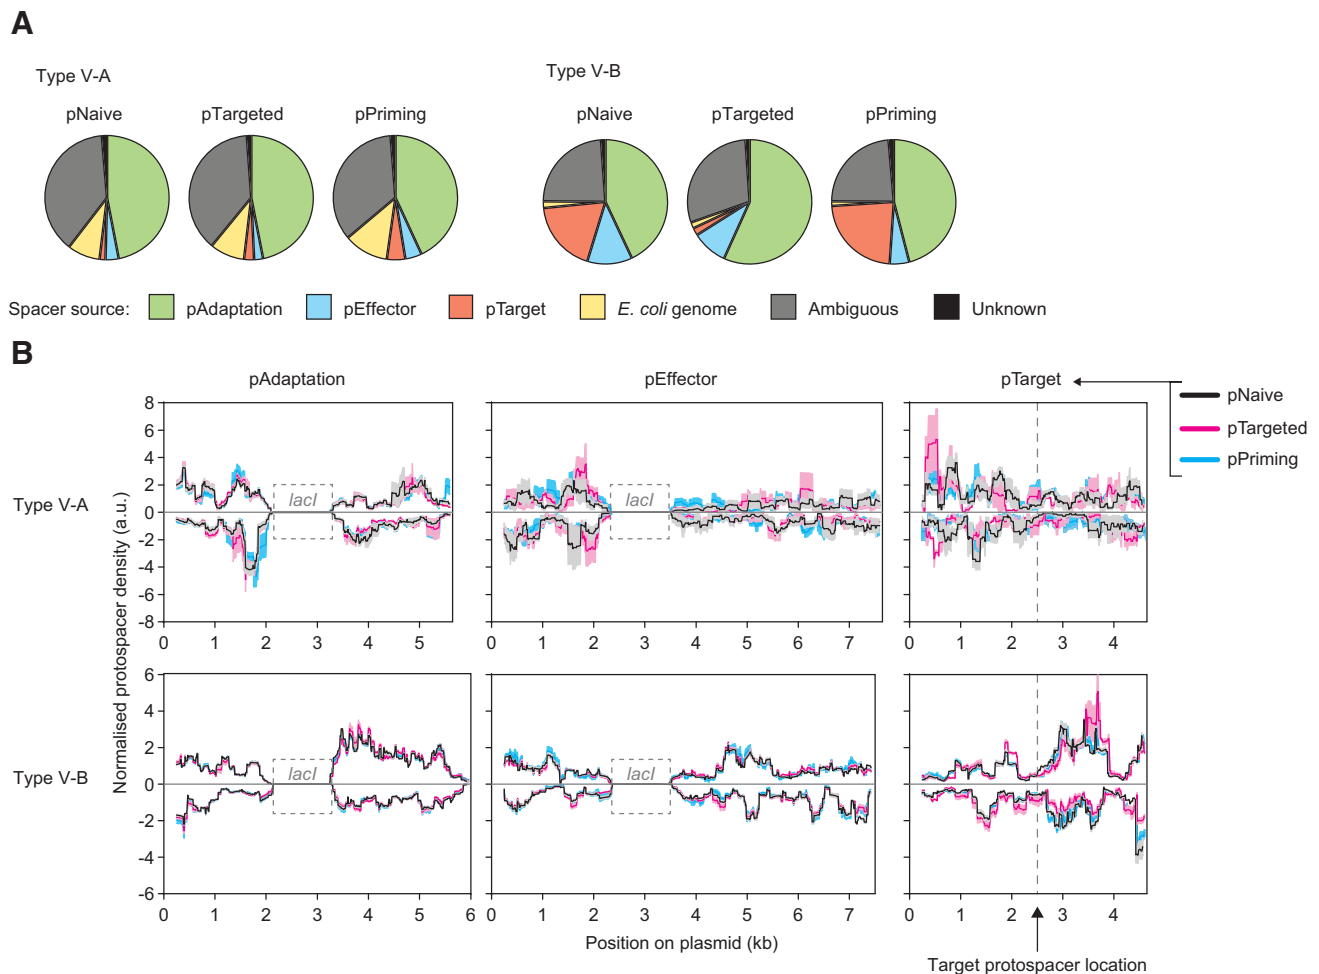 A
Type V-A
Type V-B
pNaive
pTargeted
pPriming
pNaive
pTargeted
pPriming
Spacer source:
pAdaptation
pEffector
pTarget
E. coli genome
Ambiguous
Unknown
B
pAdaptation
pEffector
pTarget
pNaive
pTargeted
pPriming
Normalised protospacer density (a.u.)
Type V-A
8
6
4
2
0
-2
-4
-6
-8
lacI
lacI
0 1 2 3 4 5
0 1 2 3 4 5 6 7
0 1 2 3 4
Type V-B
6
4
2
0
-2
-4
-6
lacI
lacI
0 1 2 3 4 5 6
0 1 2 3 4 5 6 7
0 1 2 3 4
Position on plasmid (kb)
Target protospacer location